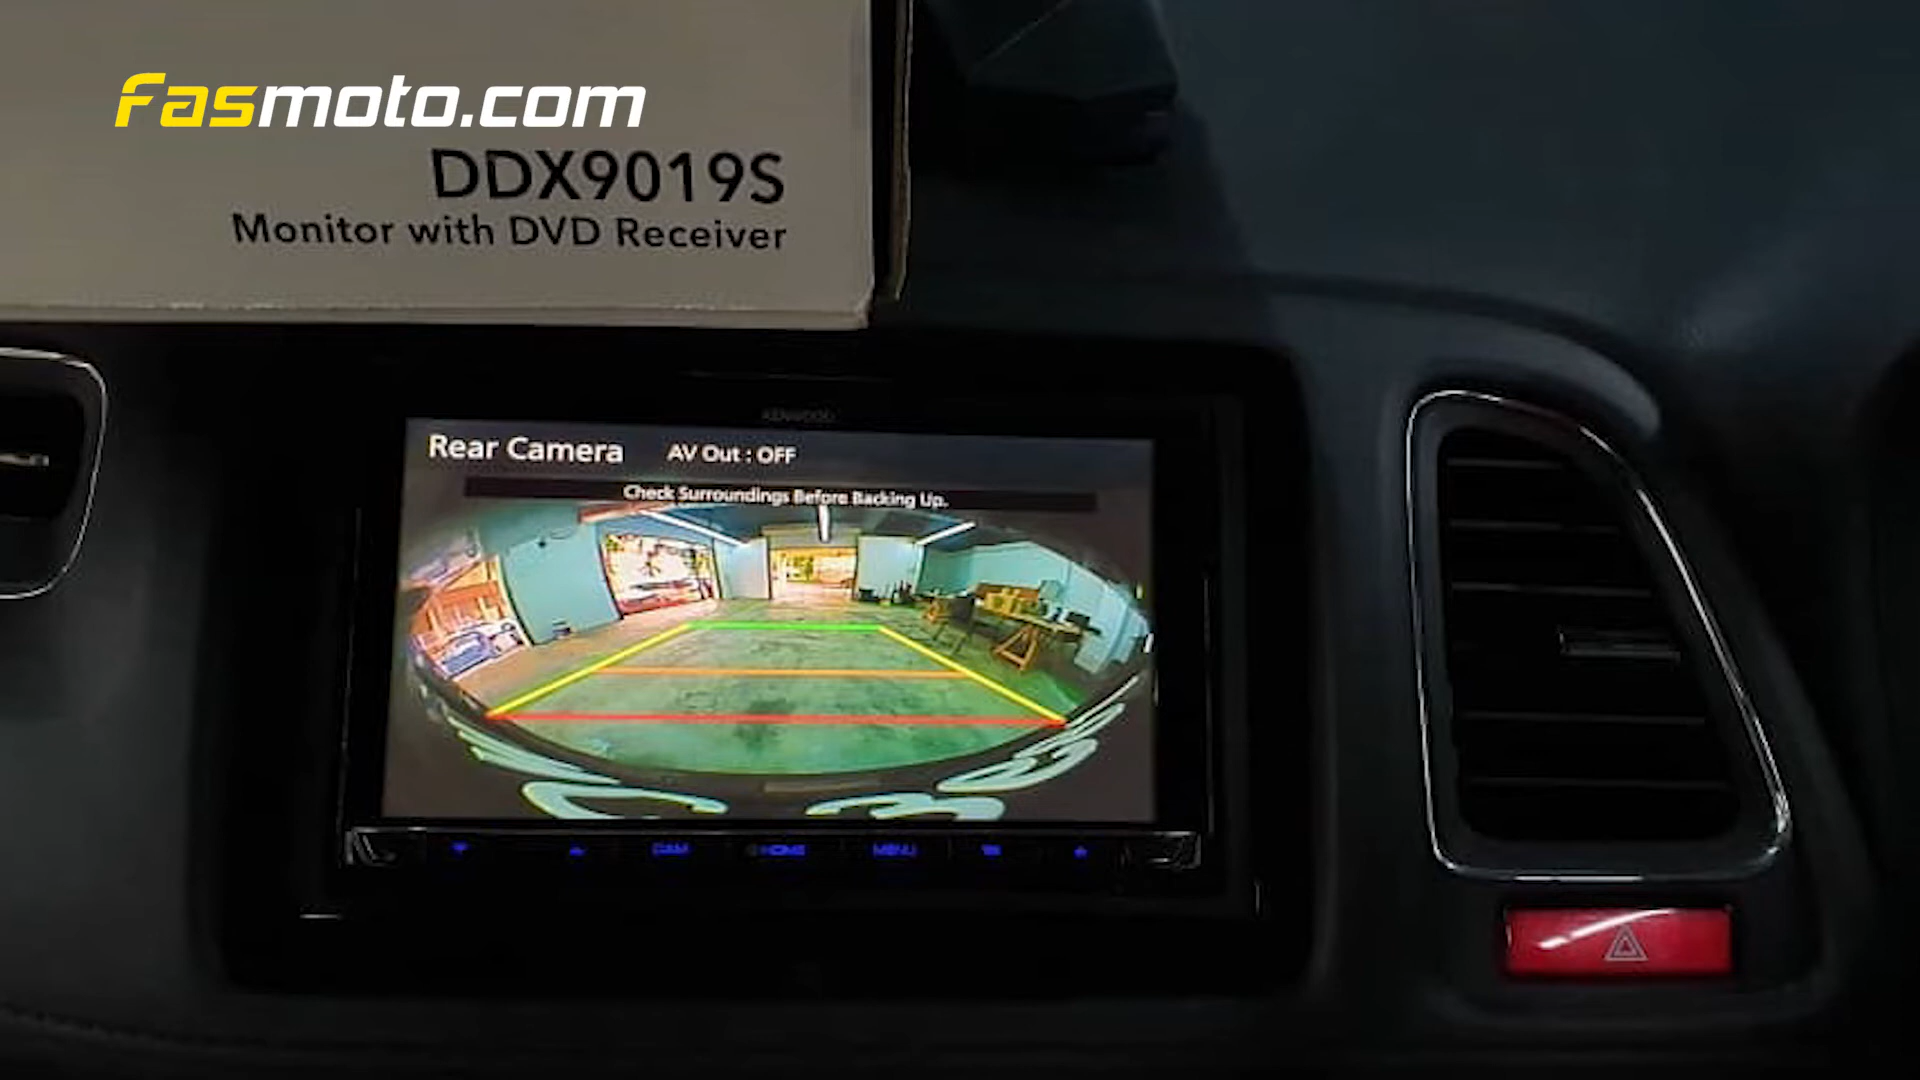 fasmoto.com
DDX9019S
Monitor with DVD Receiver
KENWOOD
Rear Camera AV Out : OFF
Check Surroundings Before Backing Up.
CAM HOME MENU